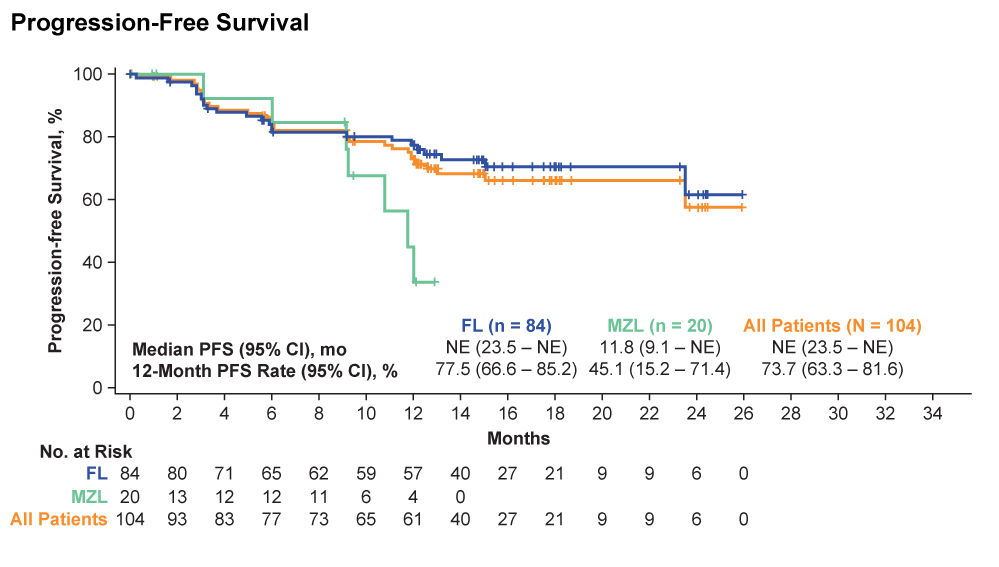 Progression-Free Survival
Progression-free Survival, %
100
80
60
40
20
0
FL (n = 84) MZL (n = 20) All Patients (N = 104)
Median PFS (95% CI), mo NE (23.5 – NE) 11.8 (9.1 – NE) NE (23.5 – NE)
12-Month PFS Rate (95% CI), % 77.5 (66.6 – 85.2) 45.1 (15.2 – 71.4) 73.7 (63.3 – 81.6)
0 2 4 6 8 10 12 14 16 18 20 22 24 26 28 30 32 34
Months
No. at Risk
FL 84 80 71 65 62 59 57 40 27 21 9 9 6 0
MZL 20 13 12 12 11 6 4 0
All Patients 104 93 83 77 73 65 61 40 27 21 9 9 6 0